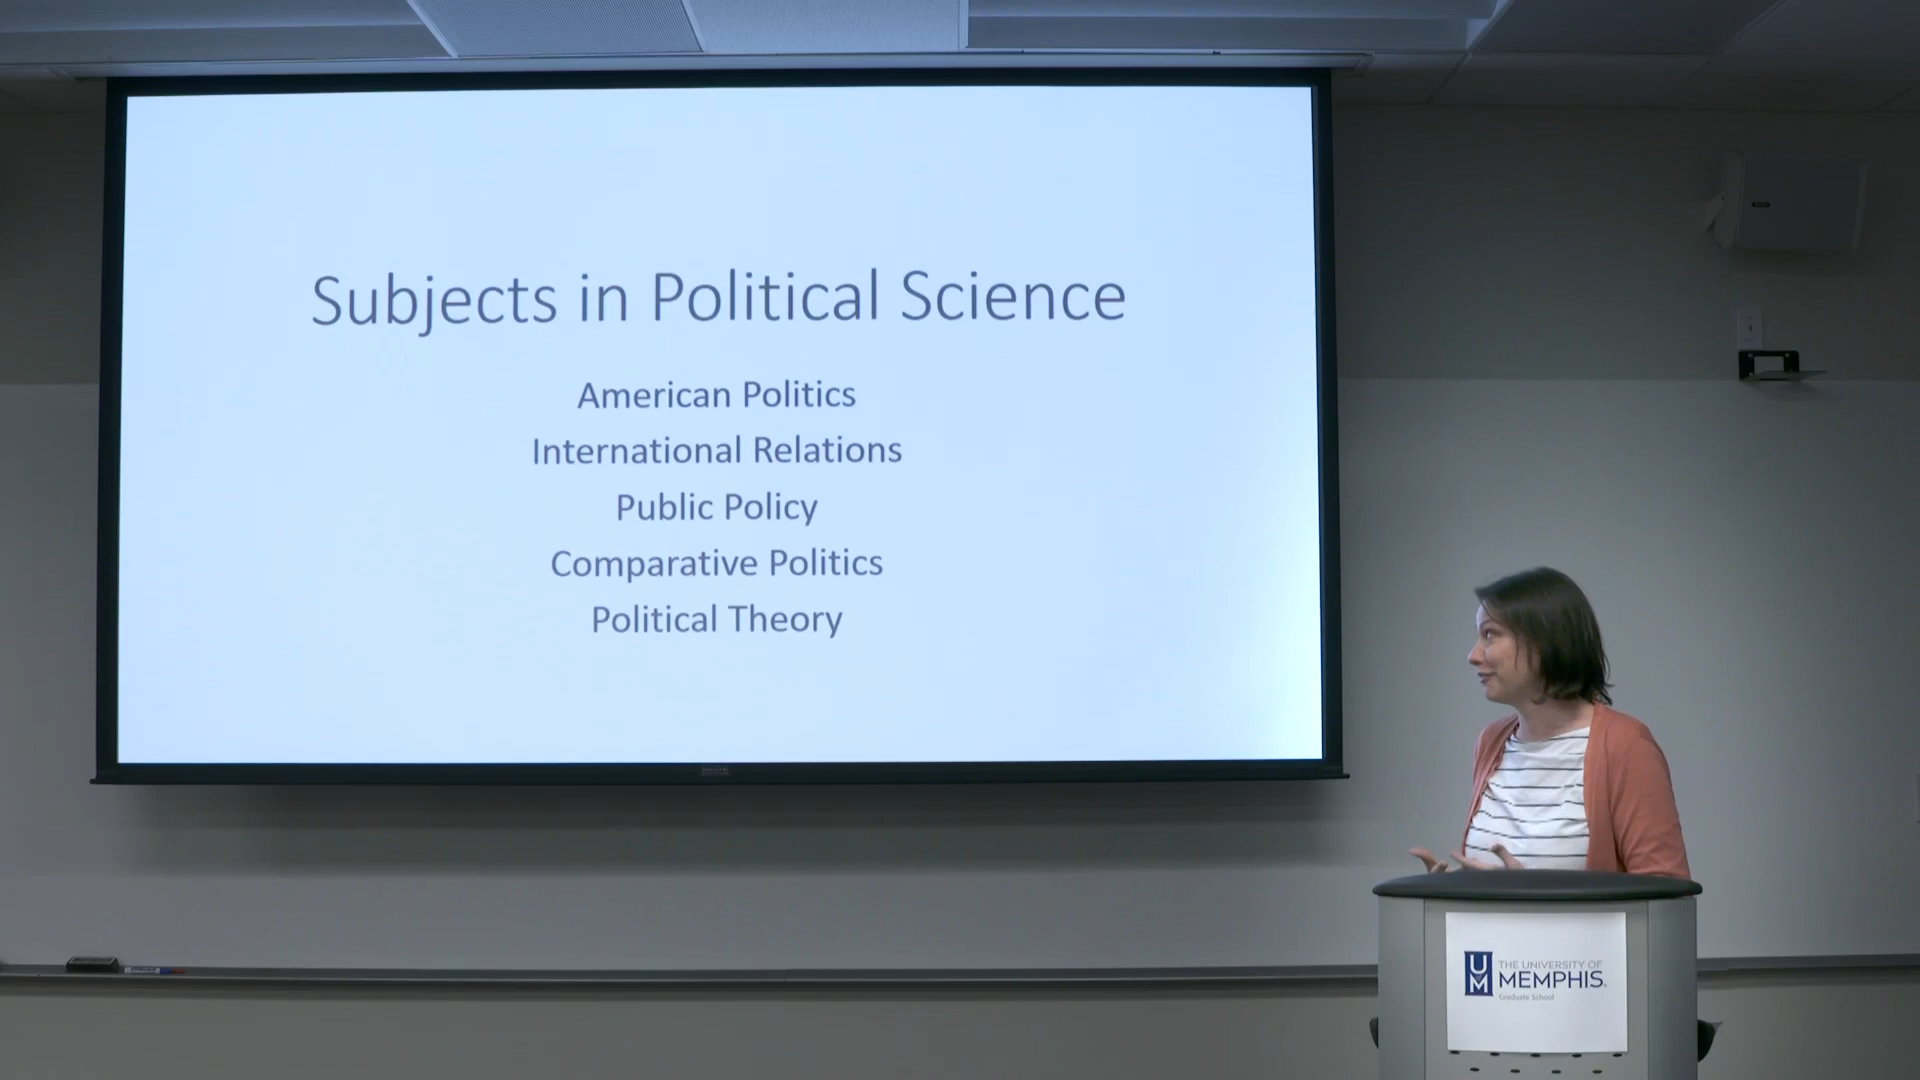 Subjects in Political Science
American Politics
International Relations
Public Policy
Comparative Politics
Political Theory
UM
THE UNIVERSITY OF
MEMPHIS.
Graduate School